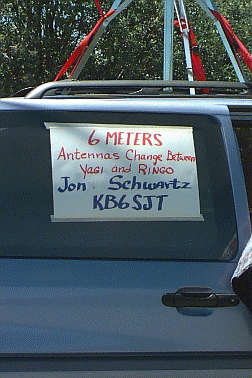 6 METERS
Antennas Change Between
YAGI and RINGO
Jon Schwartz
KB6SJT